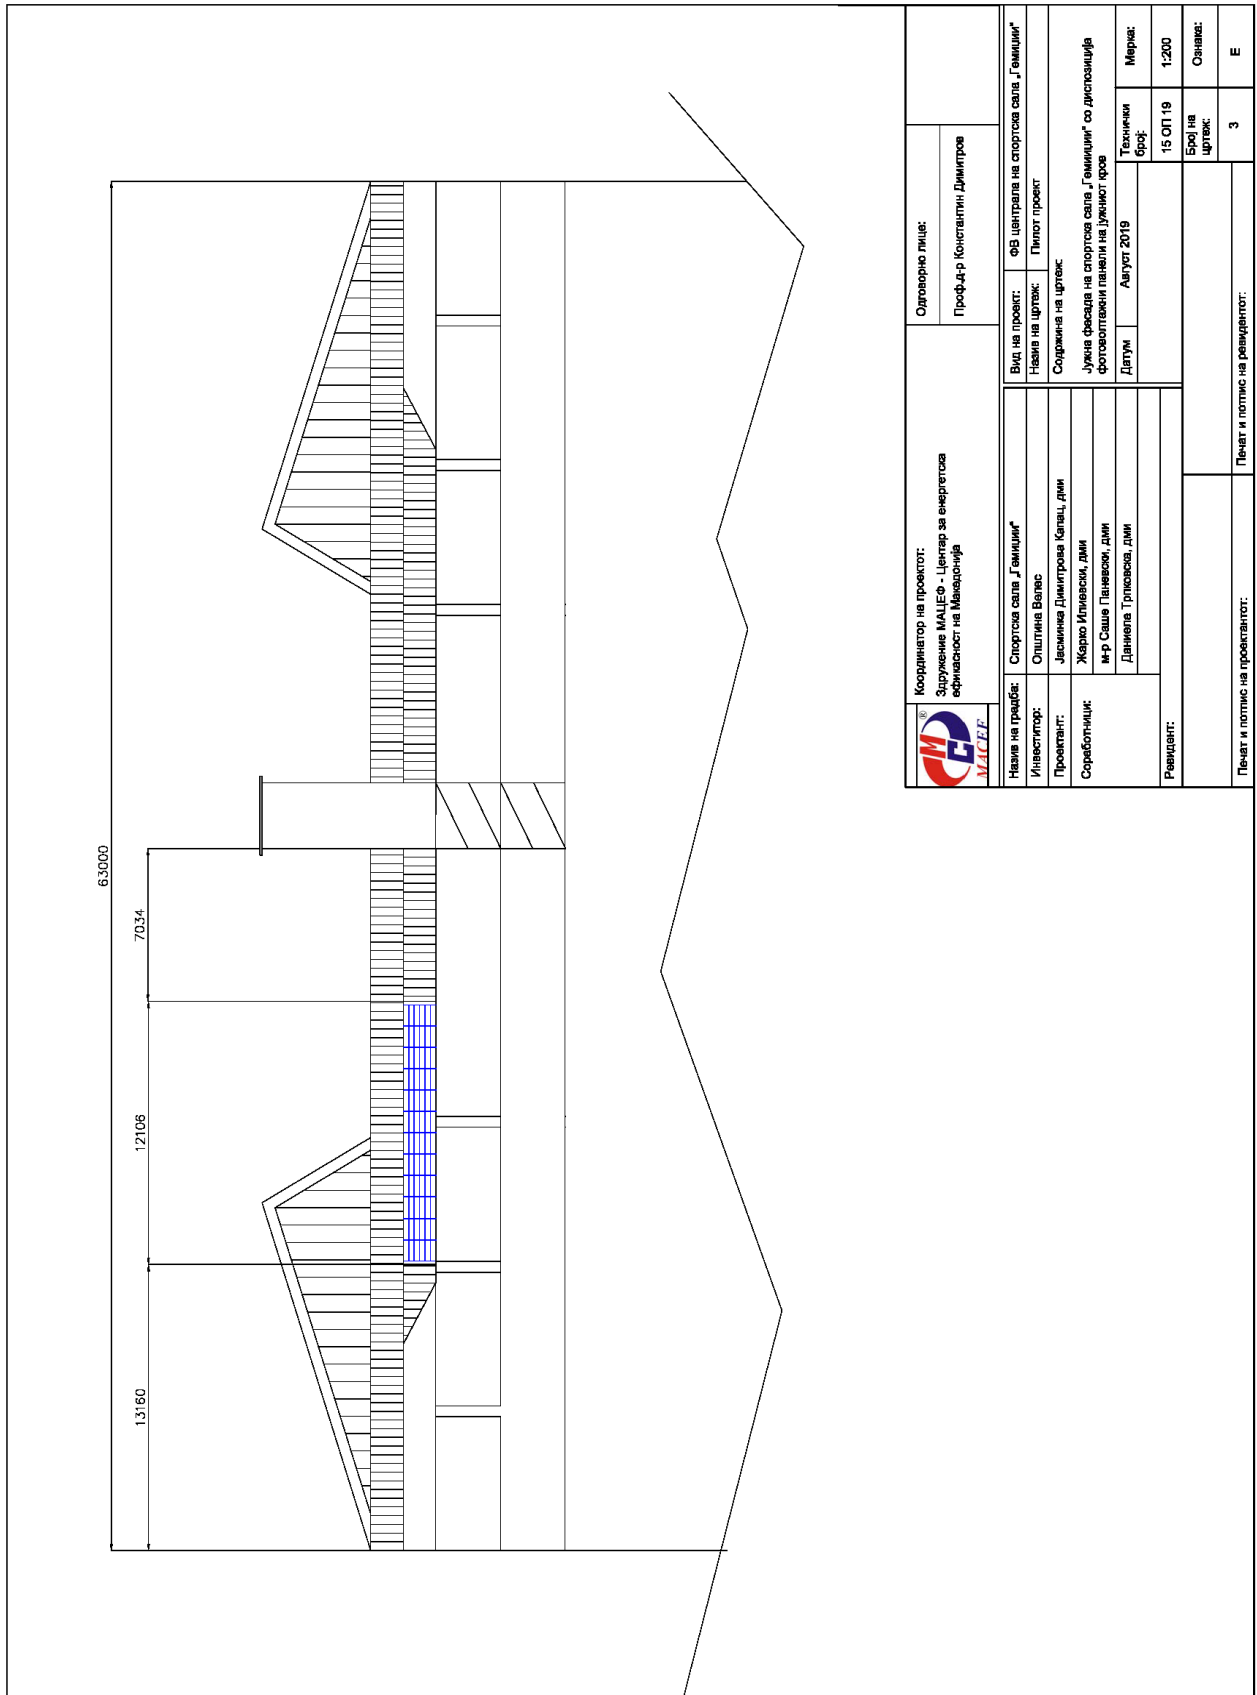 63000
13160
12106
7034
MACEF
®
Координатор на проектот:
Здружение МАЦЕФ - Центар за енергетска
ефикасност на Македонија
Одговорно лице:
Проф.д-р Константин Димитров
Назив на градба:
Спортска сала „Гемиџии"
Инвеститор:
Општина Велес
Проектант:
Јасминка Димитрова Капац, дми
Соработници:
Жарко Илиевски, дми
м-р Саше Паневски, дми
Даниела Трпковска, дми
Ревидент:
Вид на проект:
ФВ централа на спортска сала „Гемиџии"
Назив на цртеж:
Пилот проект
Содржина на цртеж:
Јужна фасада на спортска сала „Гемиџии" со диспозиција
фотоволтажни панели на јужниот кров
Датум
Август 2019
Технички
број:
Мерка:
15 ОП 19
1:200
Број на
цртеж:
Ознака:
3
Е
Печат и потпис на проектантот:
Печат и потпис на ревидентот: